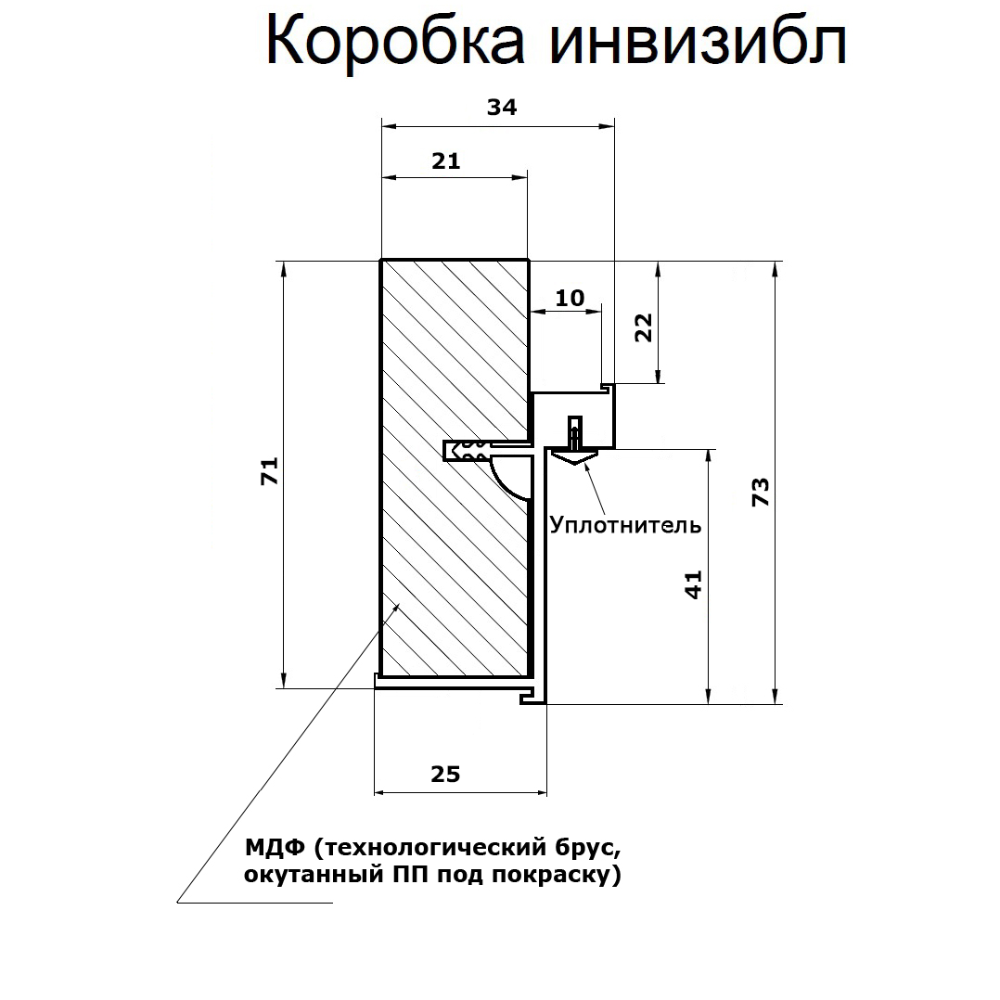 Коробка инвизибл
34
21
10
22
71
73
Уплотнитель
41
25
МДФ (технологический брус,
окутанный ПП под покраску)